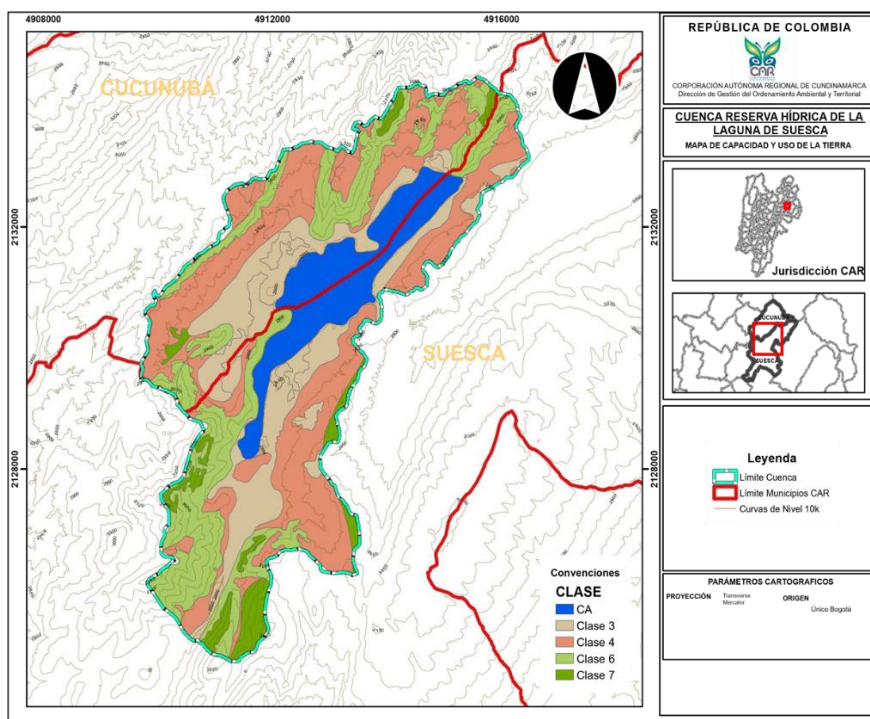 4908000
4912000
4916000
2132000
2128000
2132000
2128000
CUCUNUBÁ
SUESCA
Convenciones
CLASE
CA
Clase 3
Clase 4
Clase 6
Clase 7
REPÚBLICA DE COLOMBIA
CAR
CORPORACIÓN AUTÓNOMA REGIONAL DE CUNDINAMARCA
Dirección de Gestión del Ordenamiento Ambiental y Territorial
CUENCA RESERVA HÍDRICA DE LA
LAGUNA DE SUESCA
MAPA DE CAPACIDAD Y USO DE LA TIERRA
Jurisdicción CAR
CUCUNUBÁ
SUESCA
Leyenda
Límite Cuenca
Límite Municipios CAR
Curvas de Nivel 10k
PARÁMETROS CARTOGRAFICOS
PROYECCIÓN
Transverse
Mercator
ORIGEN
Único Bogotá